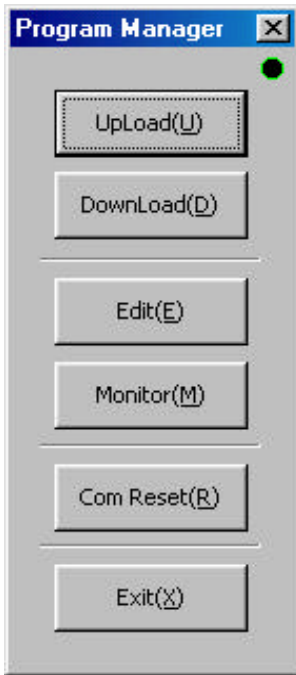 Program Manager
UpLoad(U)
DownLoad(D)
Edit(E)
Monitor(M)
Com Reset(R)
Exit(X)